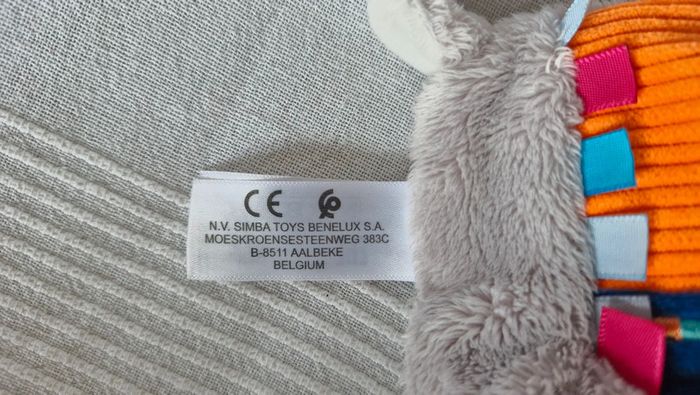 CE
N.V. SIMBA TOYS BENELUX S.A.
MOESKROENSESTEENWEG 383C
B-8511 AALBEKE
BELGIUM